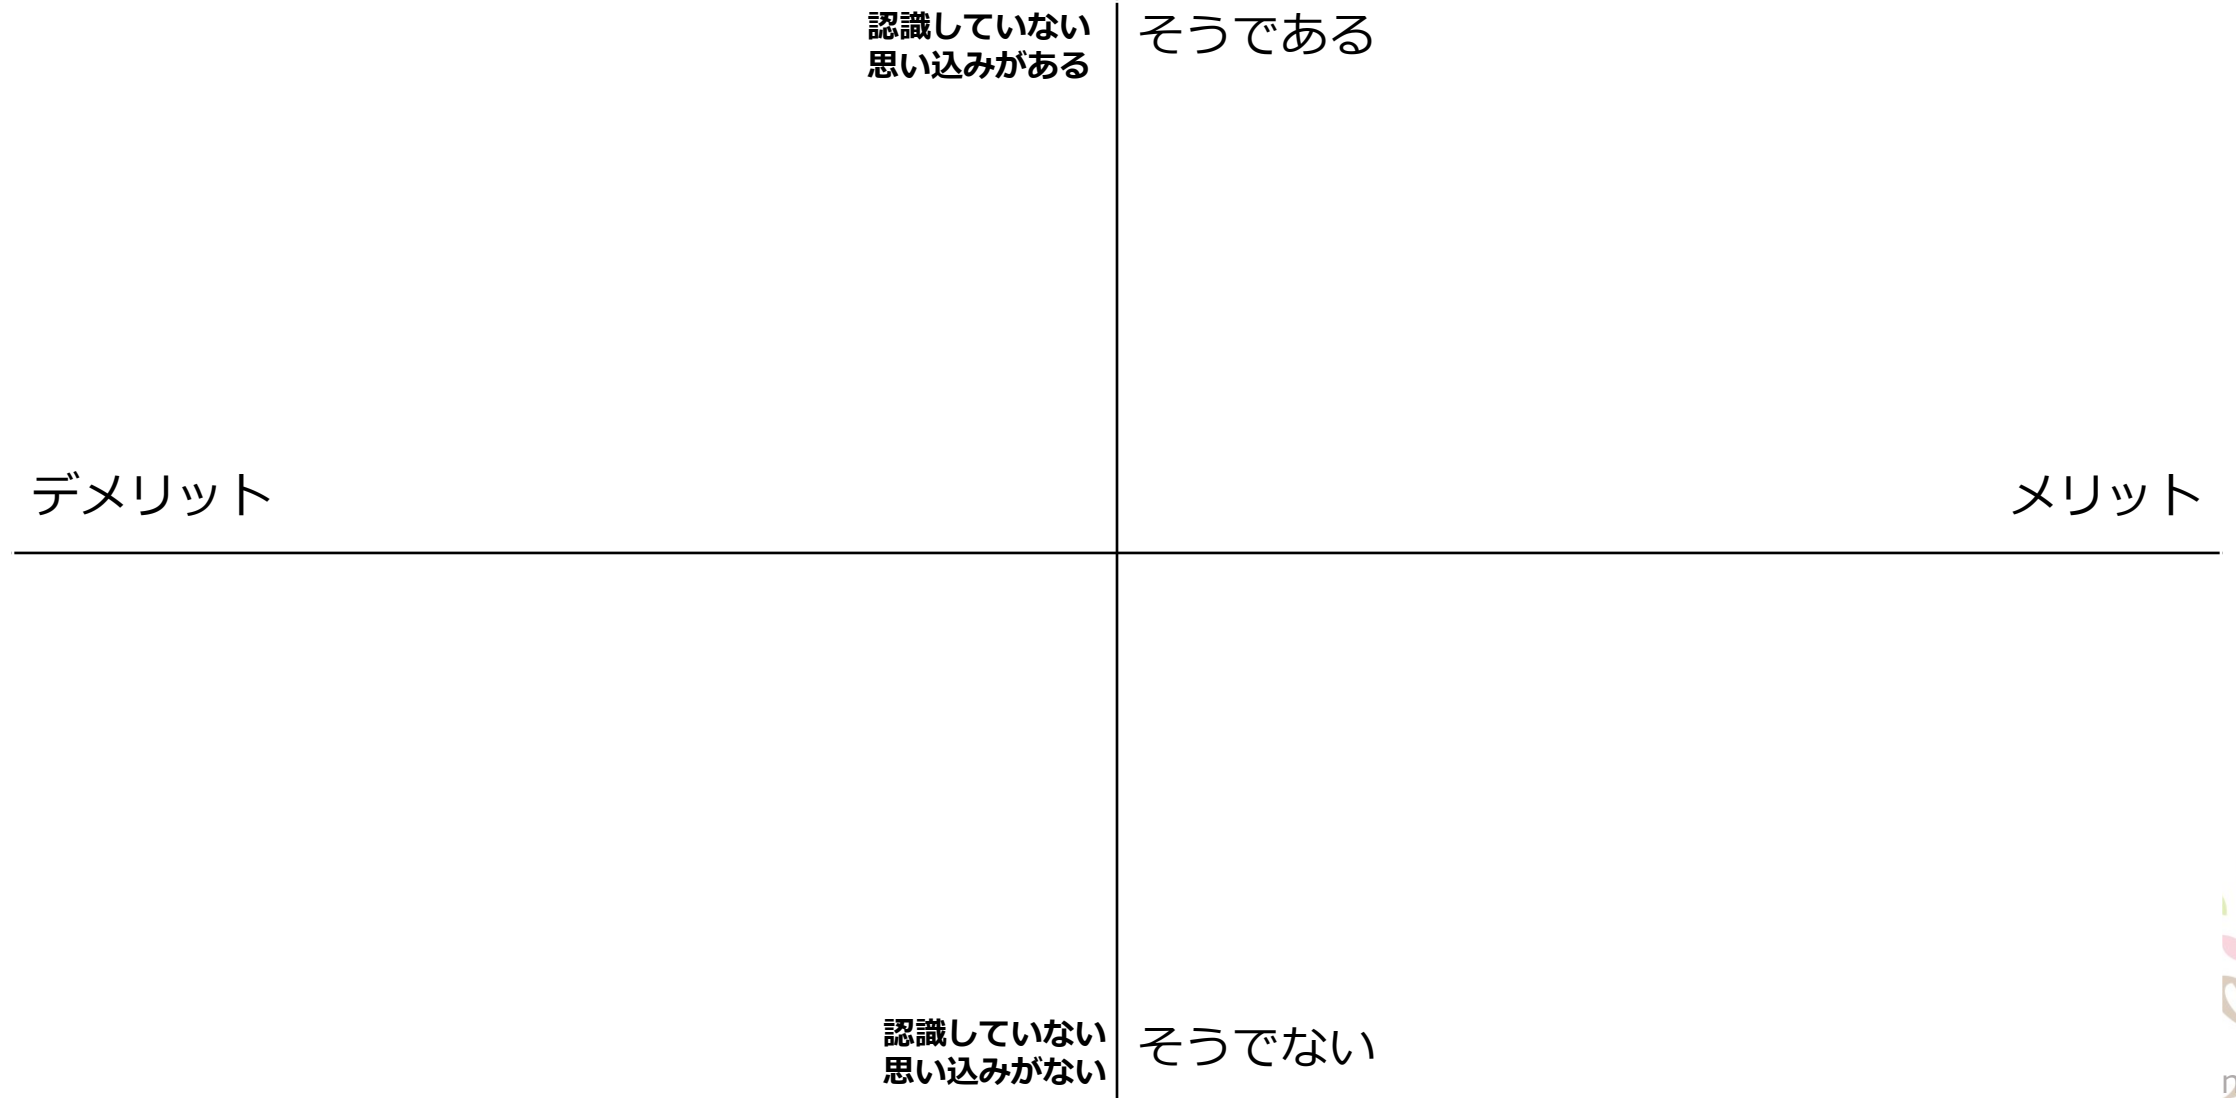 認識していない
思い込みがある
そうである
デメリット
メリット
認識していない
思い込みがない
そうでない